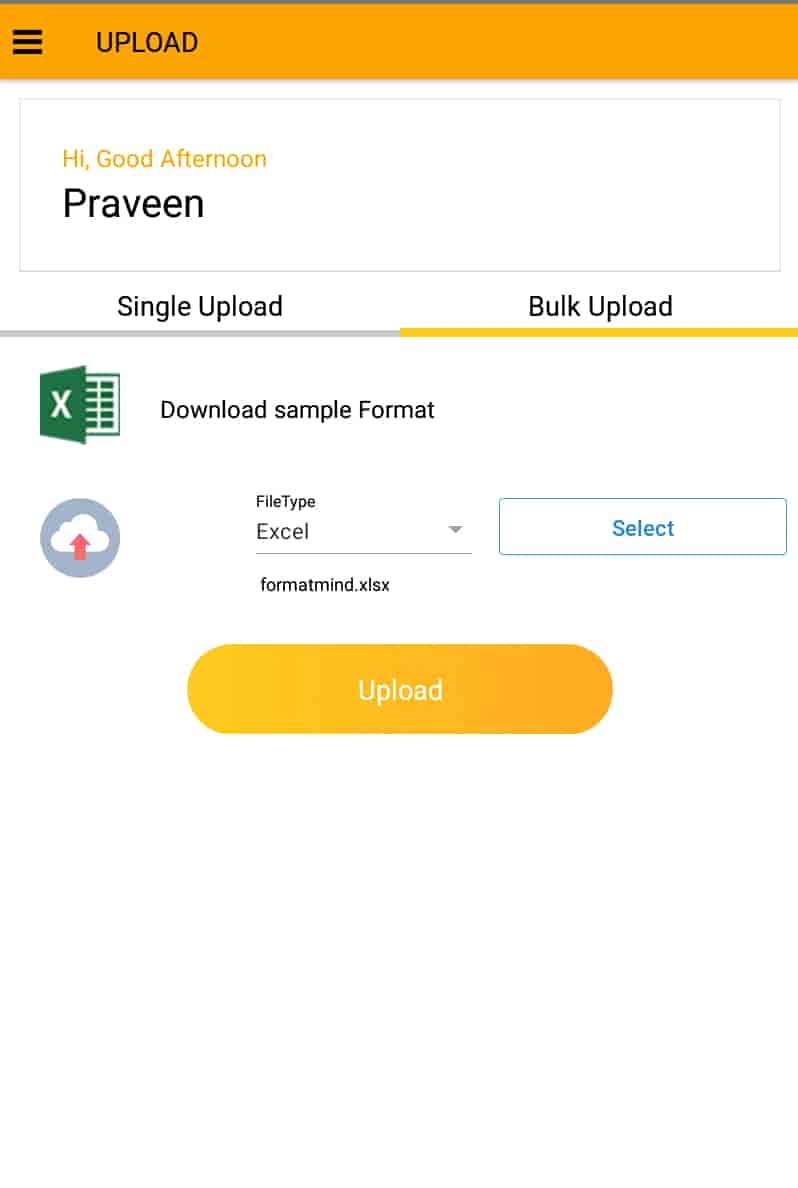 UPLOAD
Hi, Good Afternoon
Praveen
Single Upload
Bulk Upload
X
Download sample Format
FileType
Excel
Select
formatmind.xlsx
Upload